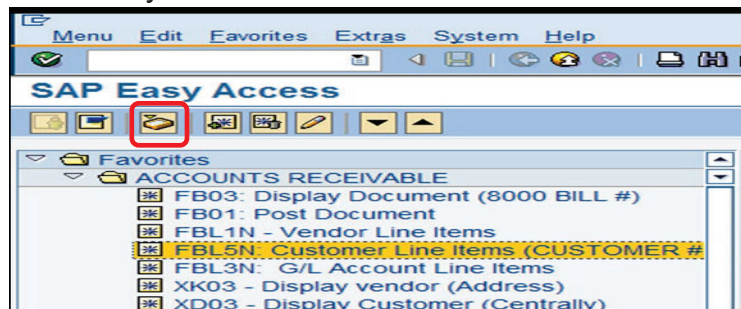 Menu Edit Favorites Extras System Help
SAP Easy Access
Favorites
ACCOUNTS RECEIVABLE
FB03: Display Document (8000 BILL #)
FB01: Post Document
FBL1N - Vendor Line Items
FBL5N: Customer Line Items (CUSTOMER #
FBL3N: G/L Account Line Items
XK03 - Display vendor (Address)
XD03 - Display Customer (Centrally)